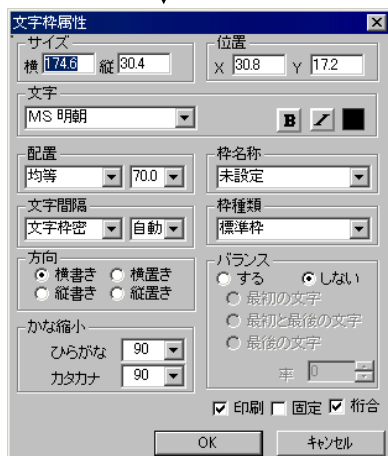 文字枠属性
サイズ 位置
横 174.6 縦 30.4 X 30.8 Y 17.2
文字
MS 明朝 B I
配置 枠名称
均等 70.0 未設定
文字間隔 枠種類
文字枠密 自動 標準枠
方向 バランス
横書き 横置き する しない
縦書き 縦置き 最初の文字
最初と最後の文字
かな縮小 最後の文字
ひらがな 90
カタカナ 90 率 0
印刷 固定 桁合
OK キャンセル